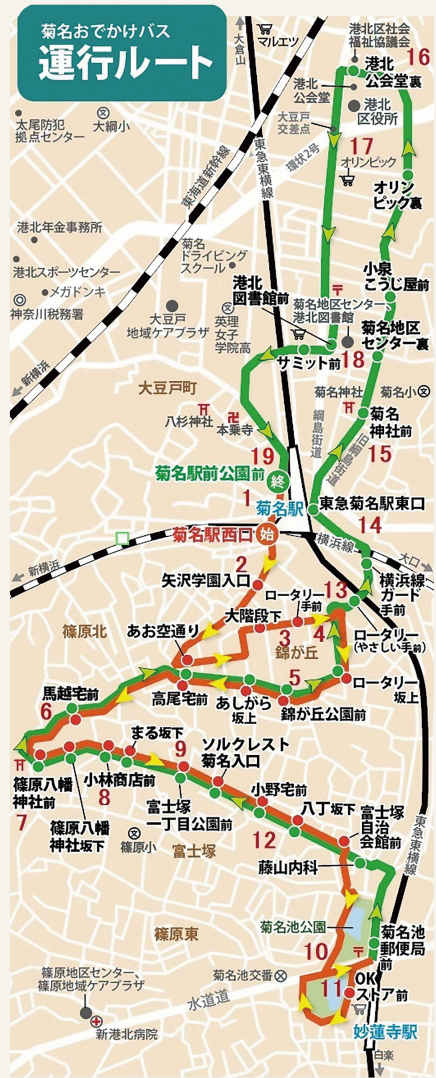 菊名おでかけバス
運行ルート
大倉山
マルエツ
港北区社会
福祉協議会
16
港北
公会堂裏
港北
公会堂
港北
区役所
太尾防犯
拠点センター
大綱小
大豆戸
交差点
17
オリンピック
環状2号
東海道新幹線
東急東横線
オリン
ピック裏
港北年金事務所
菊名
ドライビング
スクール
港北スポーツセンター
メガドンキ
神奈川税務署
小泉
こうじ屋前
港北
図書館前
菊名地区センター、
港北図書館
大豆戸
地域ケアプラザ
英理
女子
学院高
菊名地区
センター裏
新横浜
サミット前
18
大豆戸町
菊名神社
菊名小
八杉神社
本乗寺
綱島街道
菊名
神社前
旧綱島街道
15
19
菊名駅前公園前
終
1
菊名駅
東急菊名駅東口
14
菊名駅西口
始
横浜線
大口
新横浜
2
矢沢学園入口
13
横浜線
ガード
手前
ロータリー
手前
大階段下
篠原北
あお空通り
3
4
錦が丘
ロータリー
(やさしい手前)
5
ロータリー
坂上
馬越宅前
高尾宅前
あしがら
坂上
錦が丘公園前
6
まる坂下
9
ソルクレスト
菊名入口
篠原八幡
神社前
小林商店前
小野宅前
7
8
篠原八幡
神社坂下
富士塚
一丁目公園前
八丁坂下
富士塚
自治
会館前
篠原小
12
富士塚
藤山内科
東急東横線
篠原東
菊名池公園
菊名池
郵便局
前
10
篠原地区センター、
篠原地域ケアプラザ
菊名池交番
11
OK
ストア前
水道道
新港北病院
妙蓮寺駅
白楽